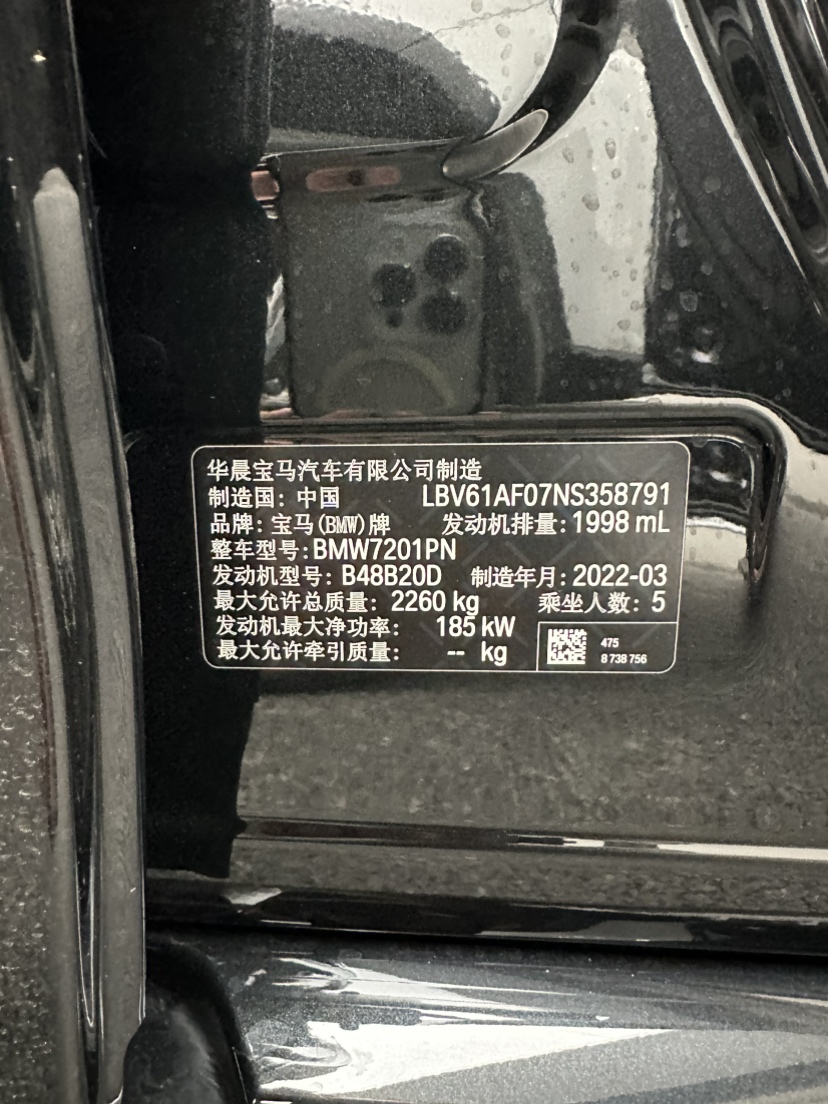 华晨宝马汽车有限公司制造
制造国：中国 LBV61AF07NS358791
品牌：宝马(BMW)牌 发动机排量：1998 mL
整车型号：BMW7201PN
发动机型号：B48B20D 制造年月：2022-03
最大允许总质量：2260 kg 乘坐人数：5
发动机最大净功率：185 kW
最大允许牵引质量：-- kg
475
8 738 756